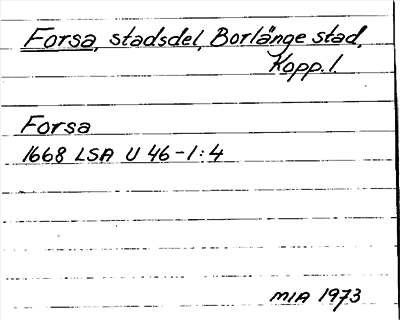 Forsa, stadsdel, Borlänge stad,
Kopp. l.
Forsa
1668 LSA U 46-1:4
MIA 1973